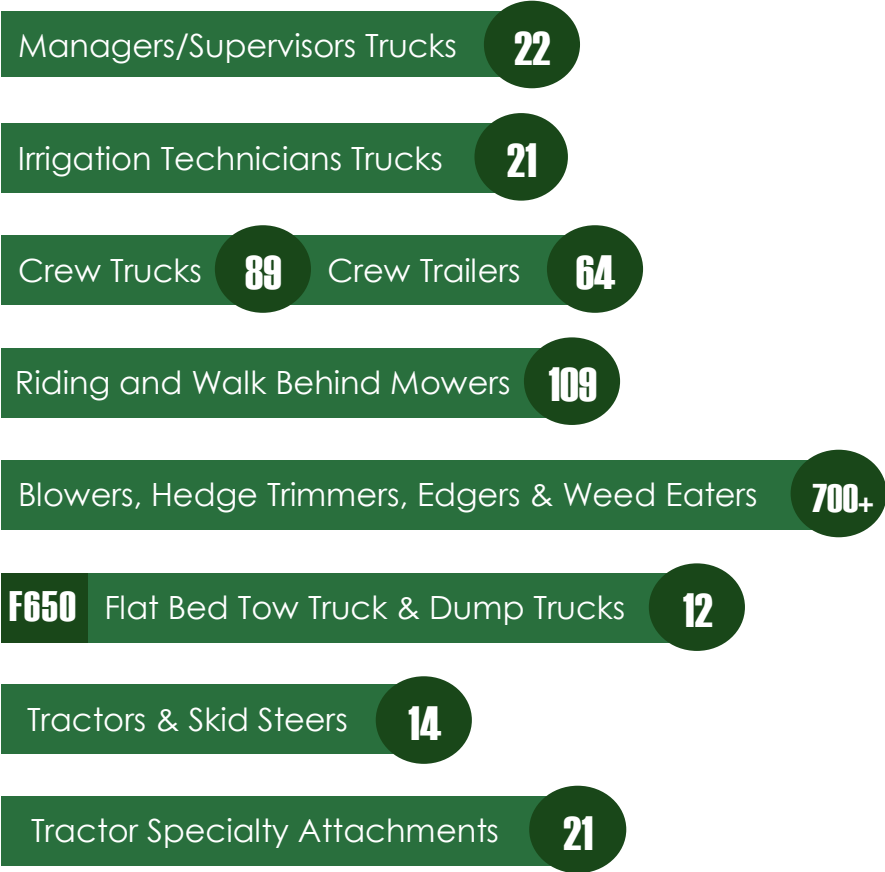 Managers/Supervisors Trucks 22
Irrigation Technicians Trucks 21
Crew Trucks 89 Crew Trailers 64
Riding and Walk Behind Mowers 109
Blowers, Hedge Trimmers, Edgers & Weed Eaters 700+
F650 Flat Bed Tow Truck & Dump Trucks 12
Tractors & Skid Steers 14
Tractor Specialty Attachments 21